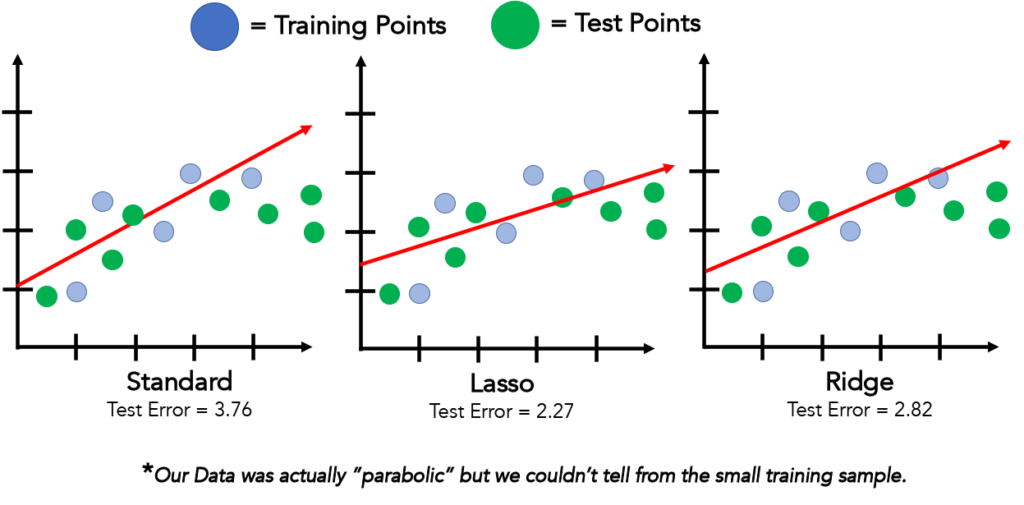 = Training Points
= Test Points
Standard
Test Error = 3.76
Lasso
Test Error = 2.27
Ridge
Test Error = 2.82
*Our Data was actually "parabolic" but we couldn't tell from the small training sample.